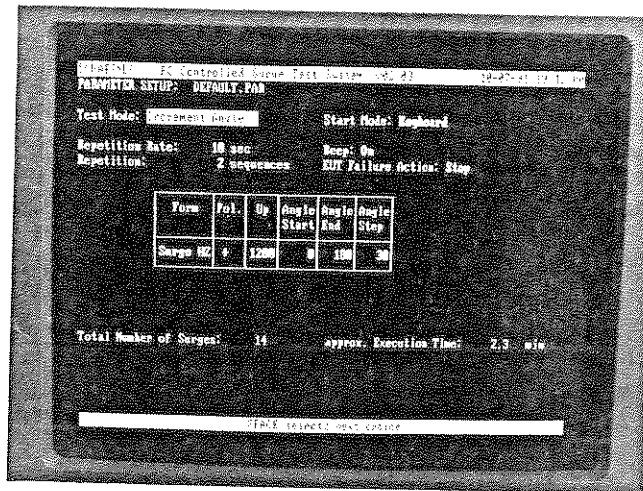 PC Controlled Surge Test System v02.03
PARAMETER SETUP: DEFAULT.PAR
Test Mode: Increment Angle Start Mode: Keyboard
Repetition Rate: 10 sec Beep: On
Repetition: 2 sequences EUT Failure Action: Stop
Form Pol. Up Angle Start Angle End Angle Step
Surge HZ + 1200 0 180 30
Total Number of Surges: 14 approx. Execution Time: 2.3 min
SPACE selects next choice